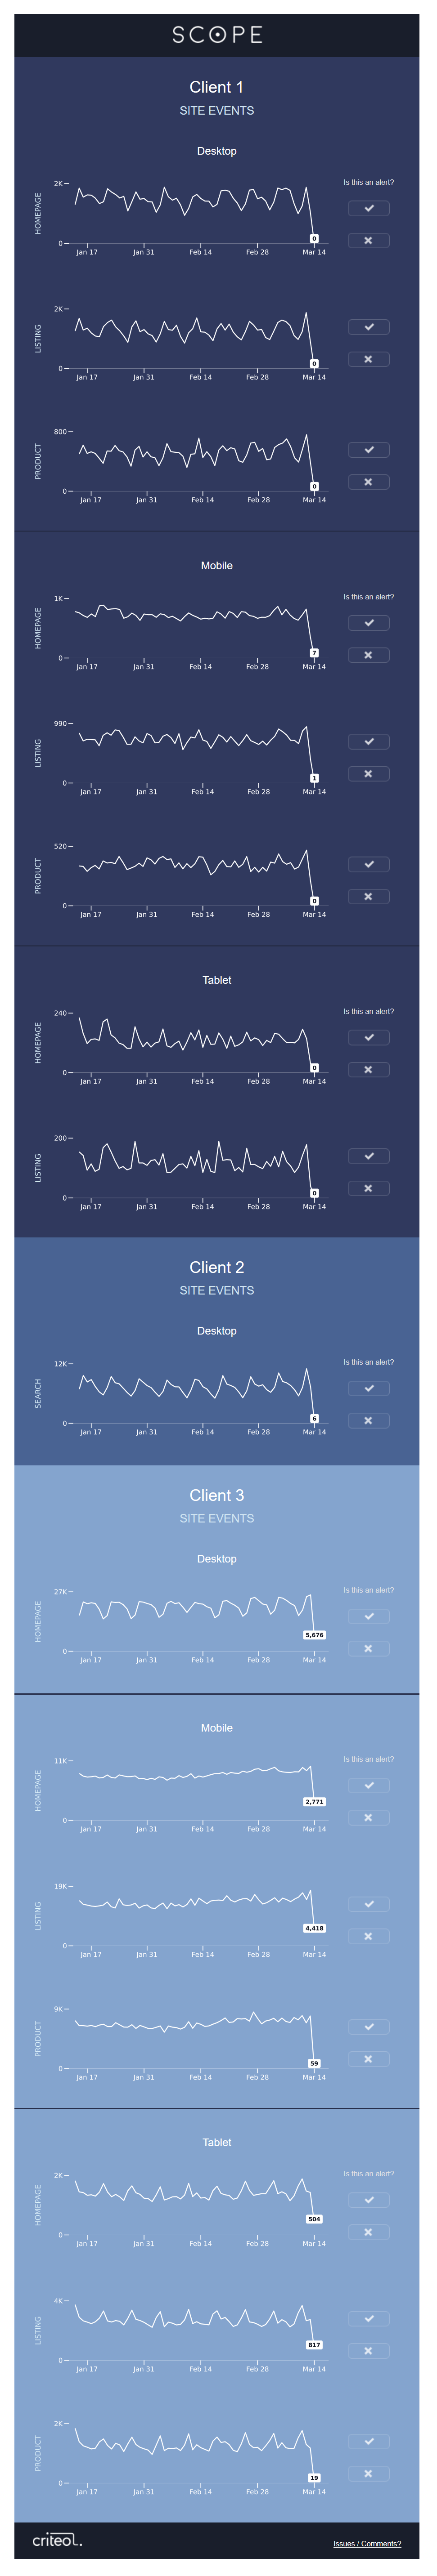 SCOPE
Client 1
SITE EVENTS
Desktop
Is this an alert?
HOMEPAGE
2K
0
0
Jan 17 Jan 31 Feb 14 Feb 28 Mar 14
LISTING
2K
0
0
Jan 17 Jan 31 Feb 14 Feb 28 Mar 14
PRODUCT
800
0
0
Jan 17 Jan 31 Feb 14 Feb 28 Mar 14
Mobile
Is this an alert?
HOMEPAGE
1K
0
7
Jan 17 Jan 31 Feb 14 Feb 28 Mar 14
LISTING
990
0
1
Jan 17 Jan 31 Feb 14 Feb 28 Mar 14
PRODUCT
520
0
0
Jan 17 Jan 31 Feb 14 Feb 28 Mar 14
Tablet
Is this an alert?
HOMEPAGE
240
0
0
Jan 17 Jan 31 Feb 14 Feb 28 Mar 14
LISTING
200
0
0
Jan 17 Jan 31 Feb 14 Feb 28 Mar 14
Client 2
SITE EVENTS
Desktop
Is this an alert?
SEARCH
12K
0
6
Jan 17 Jan 31 Feb 14 Feb 28 Mar 14
Client 3
SITE EVENTS
Desktop
Is this an alert?
HOMEPAGE
27K
0
5,676
Jan 17 Jan 31 Feb 14 Feb 28 Mar 14
Mobile
Is this an alert?
HOMEPAGE
11K
0
2,771
Jan 17 Jan 31 Feb 14 Feb 28 Mar 14
LISTING
19K
0
4,418
Jan 17 Jan 31 Feb 14 Feb 28 Mar 14
PRODUCT
9K
0
59
Jan 17 Jan 31 Feb 14 Feb 28 Mar 14
Tablet
Is this an alert?
HOMEPAGE
2K
0
504
Jan 17 Jan 31 Feb 14 Feb 28 Mar 14
LISTING
4K
0
817
Jan 17 Jan 31 Feb 14 Feb 28 Mar 14
PRODUCT
2K
0
19
Jan 17 Jan 31 Feb 14 Feb 28 Mar 14
criteol.
Issues / Comments?